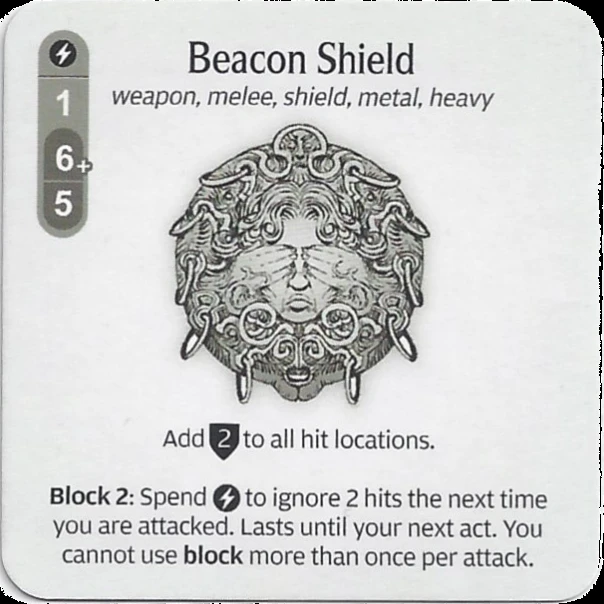 Beacon Shield
weapon, melee, shield, metal, heavy
1
6+
5
Add 2 to all hit locations.
Block 2: Spend to ignore 2 hits the next time
you are attacked. Lasts until your next act. You
cannot use block more than once per attack.